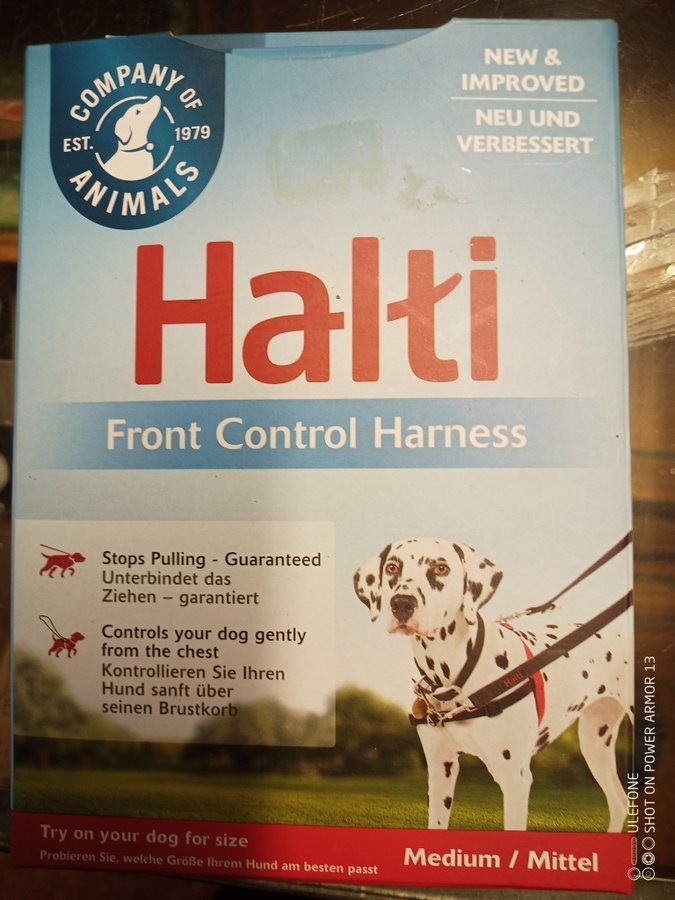 COMPANY OF
EST. 1979
ANIMALS
NEW &
IMPROVED
NEU UND
VERBESSERT
Halti
Front Control Harness
Stops Pulling - Guaranteed
Unterbindet das
Ziehen – garantiert
Controls your dog gently
from the chest
Kontrollieren Sie Ihren
Hund sanft über
seinen Brustkorb
Halti
Try on your dog for size
Probieren Sie, welche Größe Ihrem Hund am besten passt
Medium / Mittel
ULEFONE
SHOT ON POWER ARMOR 13